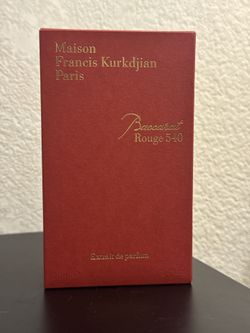 Maison
Francis Kurkdjian
Paris
Baccarat
Rouge 540
Extrait de parfum